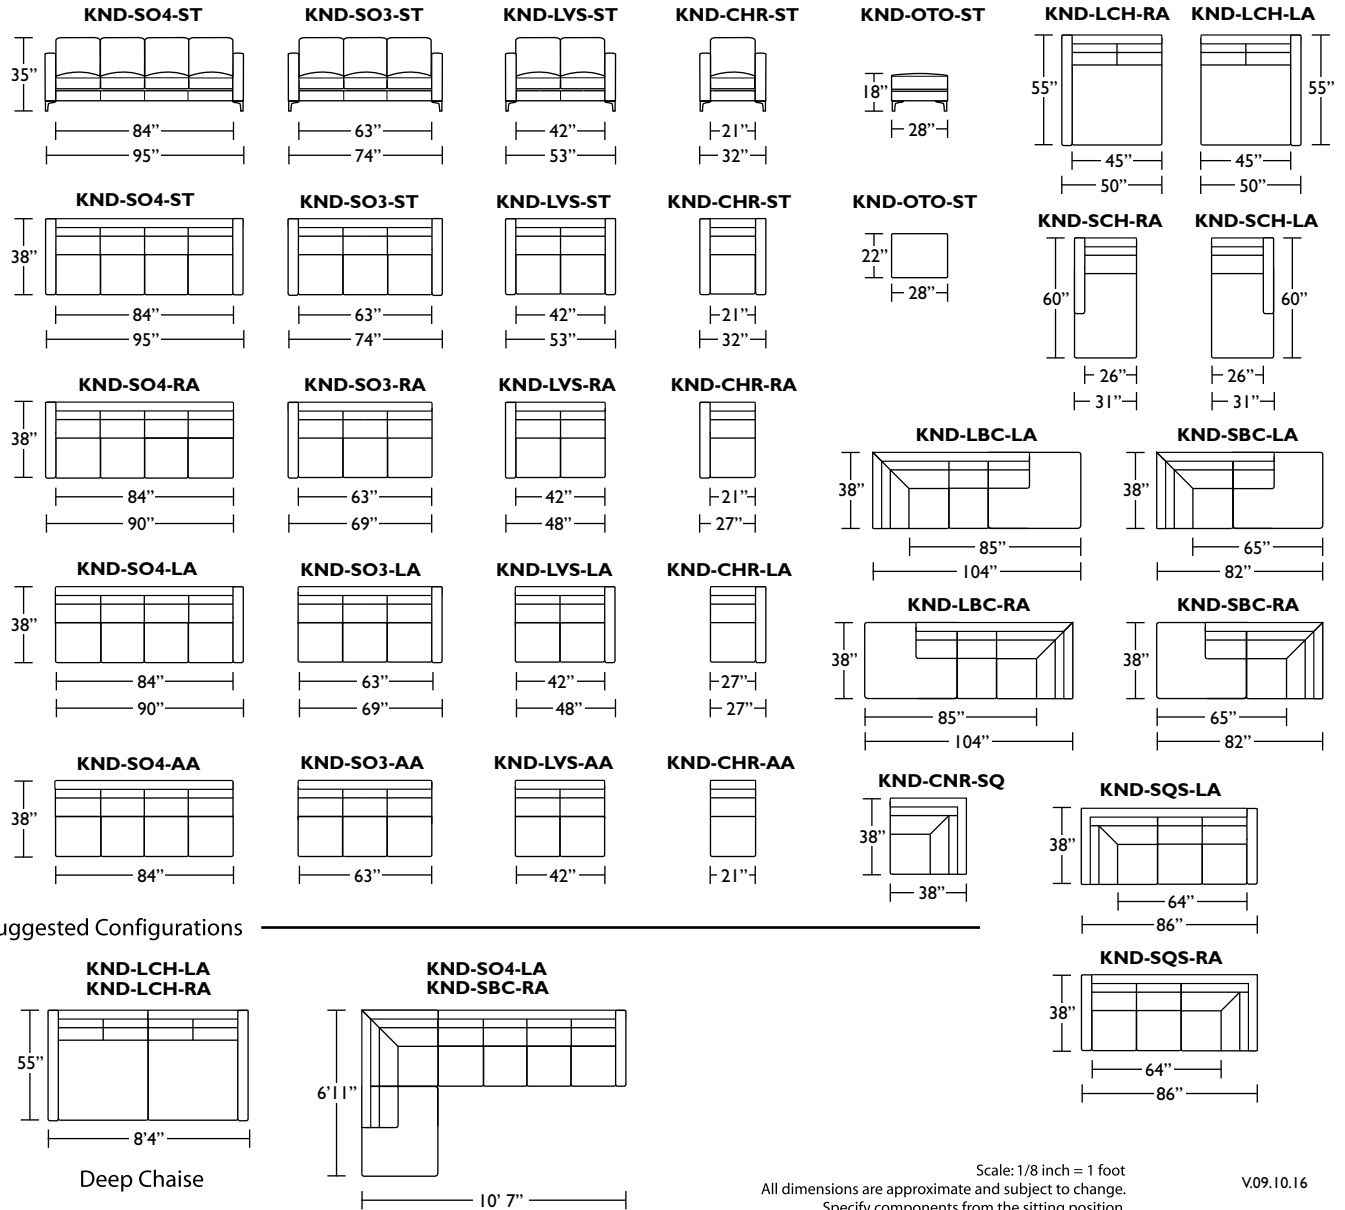 KND-SO4-ST KND-SO3-ST KND-LVS-ST KND-CHR-ST KND-OTO-ST KND-LCH-RA KND-LCH-LA
35” 18” 55” 55”
84” 63” 42” 21” 28” 45” 45”
95” 74” 53” 32” 50” 50”
KND-SO4-ST KND-SO3-ST KND-LVS-ST KND-CHR-ST KND-OTO-ST KND-SCH-RA KND-SCH-LA
38” 22” 60” 60”
84” 63” 42” 21” 28” 26” 26”
95” 74” 53” 32” 31” 31”
KND-SO4-RA KND-SO3-RA KND-LVS-RA KND-CHR-RA
38”
84” 63” 42” 21”
90” 69” 48” 27”
KND-LBC-LA KND-SBC-LA
38” 38”
85” 65”
104” 82”
KND-SO4-LA KND-SO3-LA KND-LVS-LA KND-CHR-LA
38”
84” 63” 42” 27”
90” 69” 48” 27”
KND-LBC-RA KND-SBC-RA
38” 38”
85” 65”
104” 82”
KND-SO4-AA KND-SO3-AA KND-LVS-AA KND-CHR-AA
38”
84” 63” 42” 21”
KND-CNR-SQ KND-SQS-LA
38” 38”
38” 64”
86”
KND-SQS-RA
38”
64”
86”
uggested Configurations
KND-LCH-LA
KND-LCH-RA
55”
8’4”
Deep Chaise
KND-SO4-LA
KND-SBC-RA
6’11”
10’ 7”
Scale: 1/8 inch = 1 foot
All dimensions are approximate and subject to change.
Specify components from the sitting position.
V.09.10.16